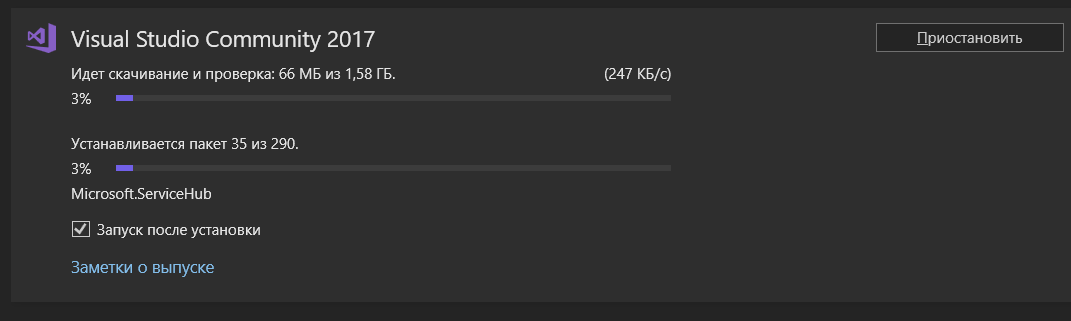 Visual Studio Community 2017
Приостановить
Идет скачивание и проверка: 66 МБ из 1,58 ГБ.
(247 КБ/с)
3%
Устанавливается пакет 35 из 290.
3%
Microsoft.ServiceHub
Запуск после установки
Заметки о выпуске